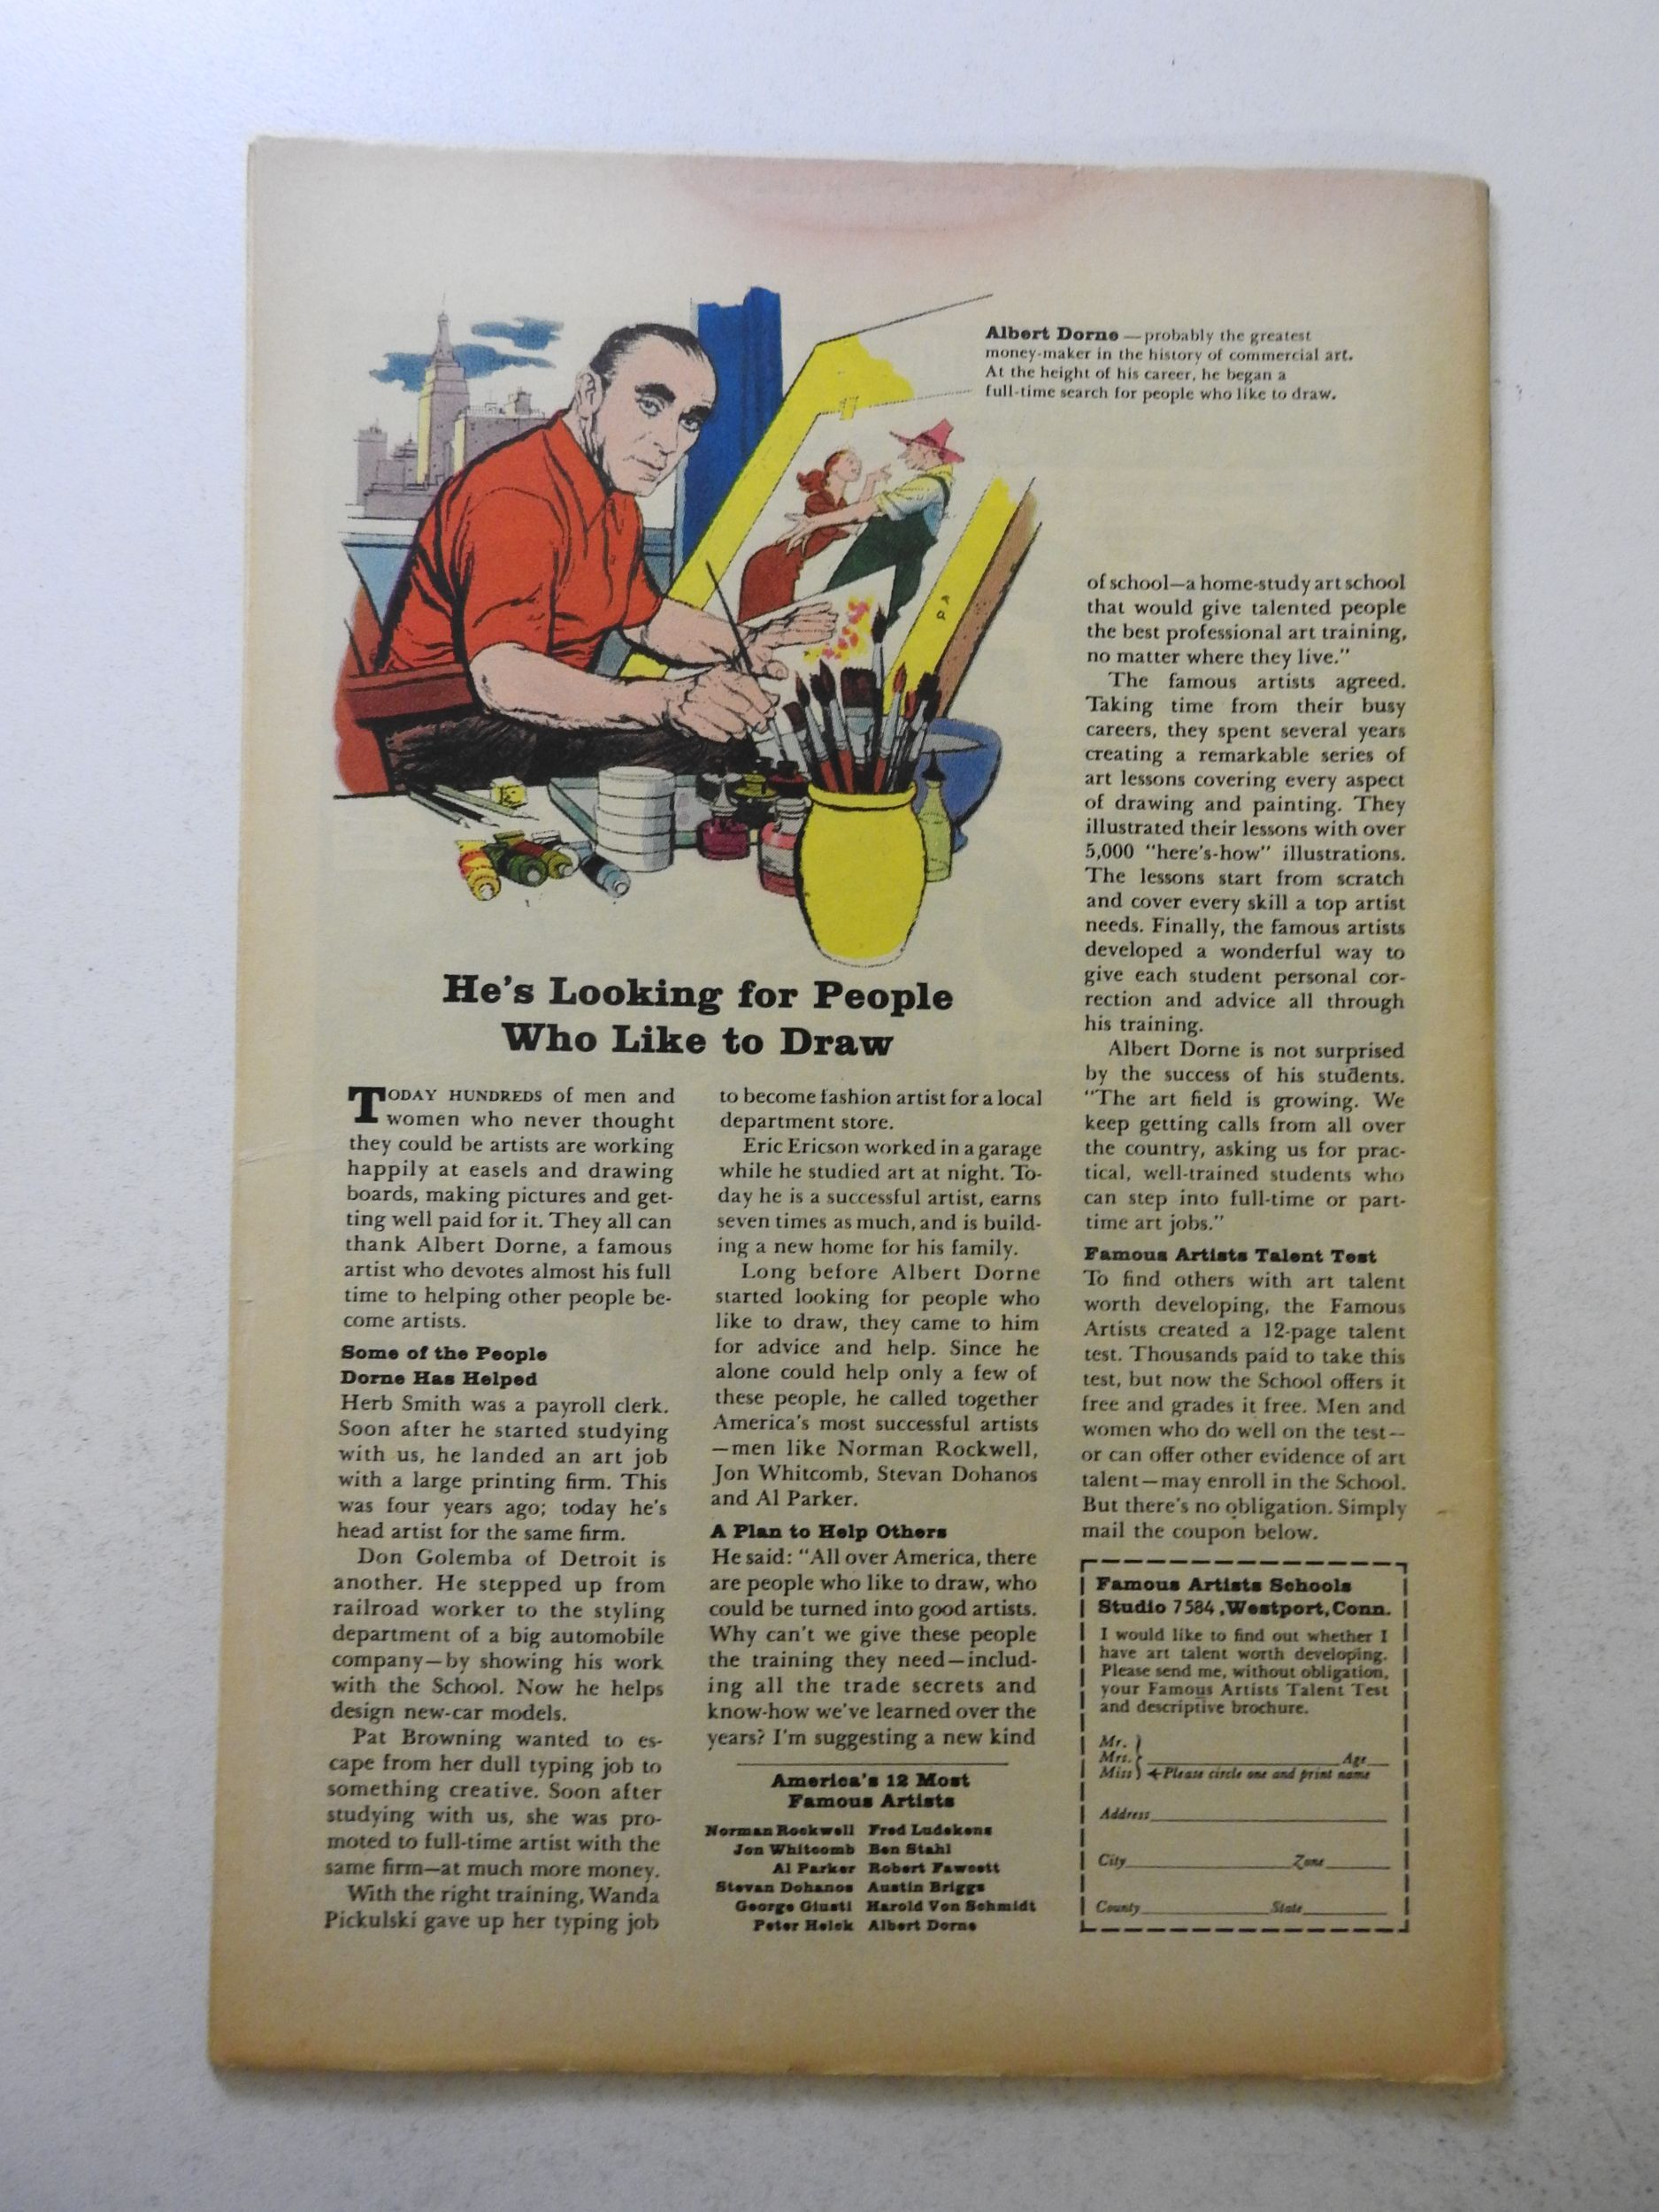 Albert Dorne — probably the greatest
money-maker in the history of commercial art.
At the height of his career, he began a
full-time search for people who like to draw.
He's Looking for People
Who Like to Draw
TODAY HUNDREDS of men and
women who never thought
they could be artists are working
happily at easels and drawing
boards, making pictures and get-
ting well paid for it. They all can
thank Albert Dorne, a famous
artist who devotes almost his full
time to helping other people be-
come artists.
Some of the People
Dorne Has Helped
Herb Smith was a payroll clerk.
Soon after he started studying
with us, he landed an art job
with a large printing firm. This
was four years ago; today he's
head artist for the same firm.
Don Golemba of Detroit is
another. He stepped up from
railroad worker to the styling
department of a big automobile
company—by showing his work
with the School. Now he helps
design new-car models.
Pat Browning wanted to es-
cape from her dull typing job to
something creative. Soon after
studying with us, she was pro-
moted to full-time artist with the
same firm—at much more money.
With the right training, Wanda
Pickulski gave up her typing job
to become fashion artist for a local
department store.
Eric Ericson worked in a garage
while he studied art at night. To-
day he is a successful artist, earns
seven times as much, and is build-
ing a new home for his family.
Long before Albert Dorne
started looking for people who
like to draw, they came to him
for advice and help. Since he
alone could help only a few of
these people, he called together
America's most successful artists
—men like Norman Rockwell,
Jon Whitcomb, Stevan Dohanos
and Al Parker.
A Plan to Help Others
He said: "All over America, there
are people who like to draw, who
could be turned into good artists.
Why can't we give these people
the training they need—includ-
ing all the trade secrets and
know-how we've learned over the
years? I'm suggesting a new kind
America's 12 Most
Famous Artists
Norman Rockwell Fred Ludekens
Jon Whitcomb Ben Stahl
Al Parker Robert Fawcett
Stevan Dohanos Austin Briggs
George Giusti Harold Von Schmidt
Peter Helck Albert Dorne
of school—a home-study art school
that would give talented people
the best professional art training,
no matter where they live."
The famous artists agreed.
Taking time from their busy
careers, they spent several years
creating a remarkable series of
art lessons covering every aspect
of drawing and painting. They
illustrated their lessons with over
5,000 "here's-how" illustrations.
The lessons start from scratch
and cover every skill a top artist
needs. Finally, the famous artists
developed a wonderful way to
give each student personal cor-
rection and advice all through
his training.
Albert Dorne is not surprised
by the success of his students.
"The art field is growing. We
keep getting calls from all over
the country, asking us for prac-
tical, well-trained students who
can step into full-time or part-
time art jobs."
Famous Artists Talent Test
To find others with art talent
worth developing, the Famous
Artists created a 12-page talent
test. Thousands paid to take this
test, but now the School offers it
free and grades it free. Men and
women who do well on the test—
or can offer other evidence of art
talent—may enroll in the School.
But there's no obligation. Simply
mail the coupon below.
Famous Artists Schools
Studio 7584, Westport, Conn.
I would like to find out whether I
have art talent worth developing.
Please send me, without obligation,
your Famous Artists Talent Test
and descriptive brochure.
Mr.
Mrs. Age
Miss ←Please circle one and print name
Address
City Zone
County State